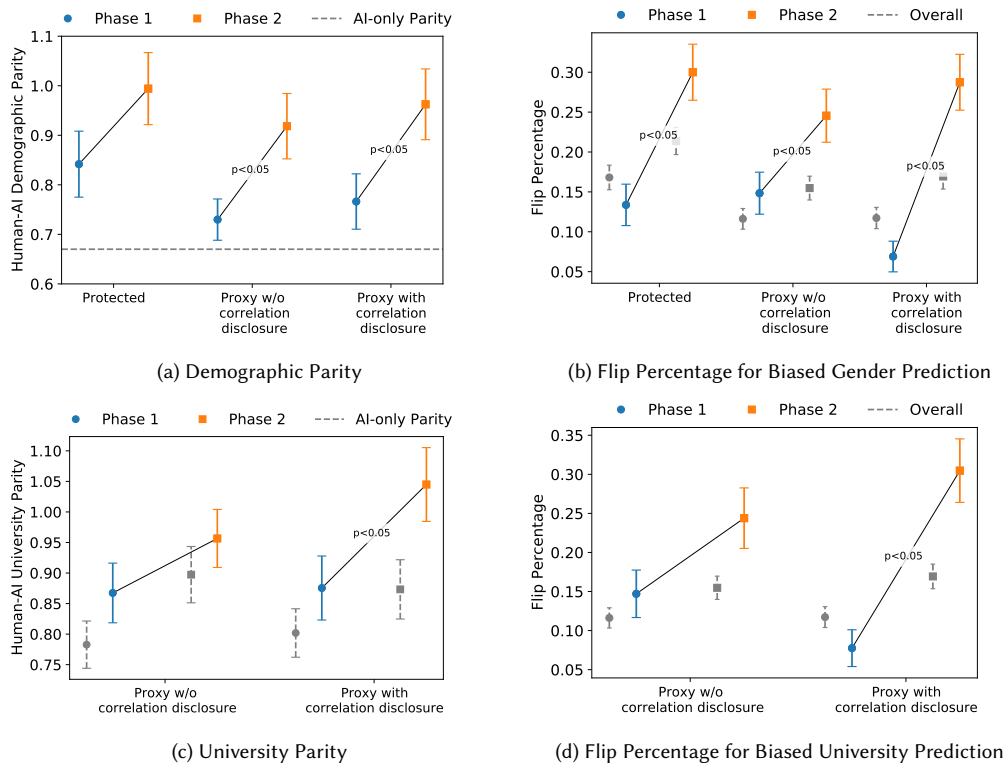 Phase 1 Phase 2 AI-only Parity
Human-AI Demographic Parity
1.1
1.0
0.9
0.8
0.7
0.6
p<0.05
p<0.05
Protected
Proxy w/o
correlation
disclosure
Proxy with
correlation
disclosure
(a) Demographic Parity
Phase 1 Phase 2 Overall
Flip Percentage
0.30
0.25
0.20
0.15
0.10
0.05
p<0.05
p<0.05
p<0.05
Protected
Proxy w/o
correlation
disclosure
Proxy with
correlation
disclosure
(b) Flip Percentage for Biased Gender Prediction
Phase 1 Phase 2 AI-only Parity
Human-AI University Parity
1.10
1.05
1.00
0.95
0.90
0.85
0.80
0.75
p<0.05
Proxy w/o
correlation disclosure
Proxy with
correlation disclosure
(c) University Parity
Phase 1 Phase 2 Overall
Flip Percentage
0.35
0.30
0.25
0.20
0.15
0.10
0.05
p<0.05
Proxy w/o
correlation disclosure
Proxy with
correlation disclosure
(d) Flip Percentage for Biased University Prediction